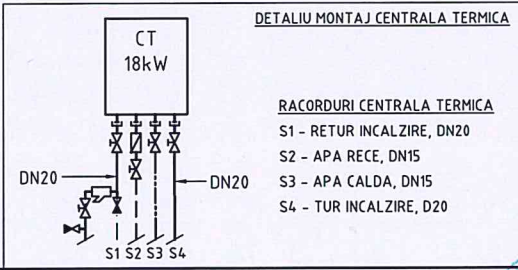 DETALIU MONTAJ CENTRALA TERMICA
CT
18kW
RACORDURI CENTRALA TERMICA
S1 - RETUR INCALZIRE, DN20
S2 - APA RECE, DN15
S3 - APA CALDA, DN15
S4 - TUR INCALZIRE, D20
DN20
DN20
S1 S2 S3 S4